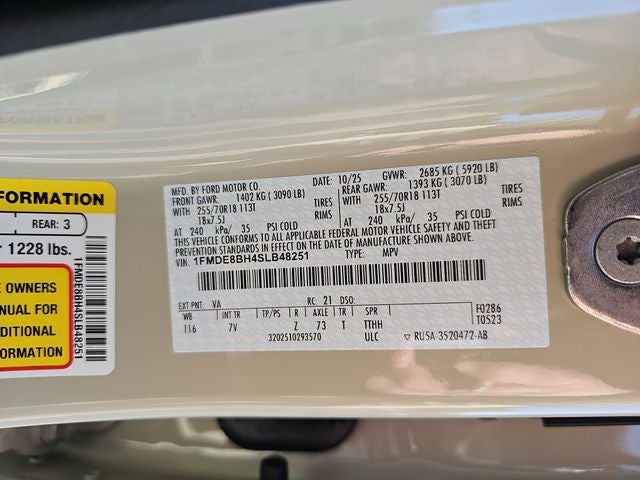 MFD. BY FORD MOTOR CO. 10/25 GVWR: 2685 KG ( 5920 LB)
FRONT GAWR: 1402 KG ( 3090 LB) REAR GAWR: 1393 KG ( 3070 LB)
WITH 255/70R18 113T TIRES WITH 255/70R18 113T TIRES
18x7.5J RIMS 18x7.5J RIMS
AT 240 kPa/ 35 PSI COLD AT 240 kPa/ 35 PSI COLD
THIS VEHICLE CONFORMS TO ALL APPLICABLE FEDERAL MOTOR VEHICLE SAFETY AND BUMPER
STANDARDS IN EFFECT ON THE DATE OF MANUFACTURE SHOWN ABOVE.
VIN: 1FMDE8BH4SLB48251 TYPE: MPV
EXT PNT: VA RC: 21 DSO:
WB INT TR TP/PS R AXLE TR SPR F0286
116 7V Z 73 T TTHH T0523
3202510293570 ULC RU5A-3520472-AB
FORMATION
REAR: 3
r 1228 lbs.
E OWNERS
NUAL FOR
DITIONAL
ORMATION
1FMDE8BH4SLB48251